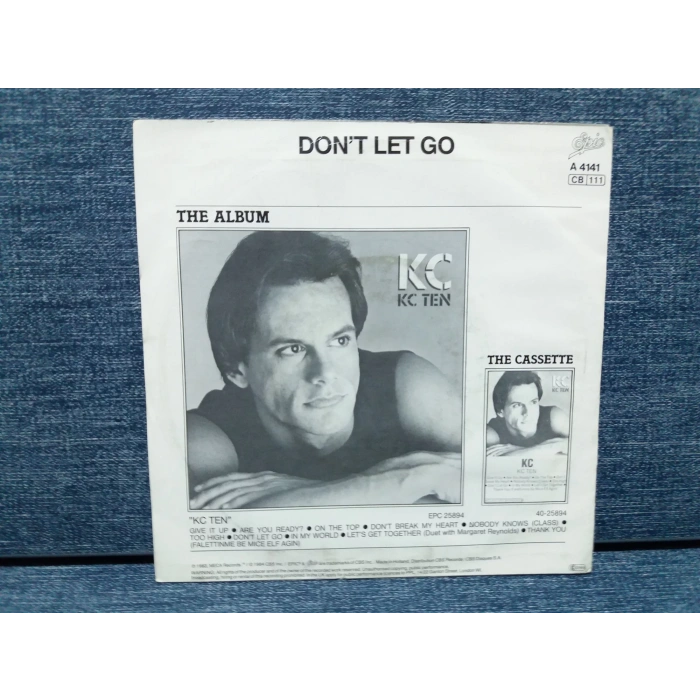 DON'T LET GO
Epic
A 4141
CB 111
THE ALBUM
KC
KC TEN
THE CASSETTE
KC
KC TEN
KC
KC TEN
"KC TEN"
EPC 25894
40-25894
GIVE IT UP ● ARE YOU READY? ● ON THE TOP ● DON'T BREAK MY HEART ● NOBODY KNOWS (CLASS) ●
TOO HIGH ● DON'T LET GO ● IN MY WORLD ● LET'S GET TOGETHER (Duet with Margaret Reynolds) ● THANK YOU
(FALETTINME BE MICE ELF AGIN)